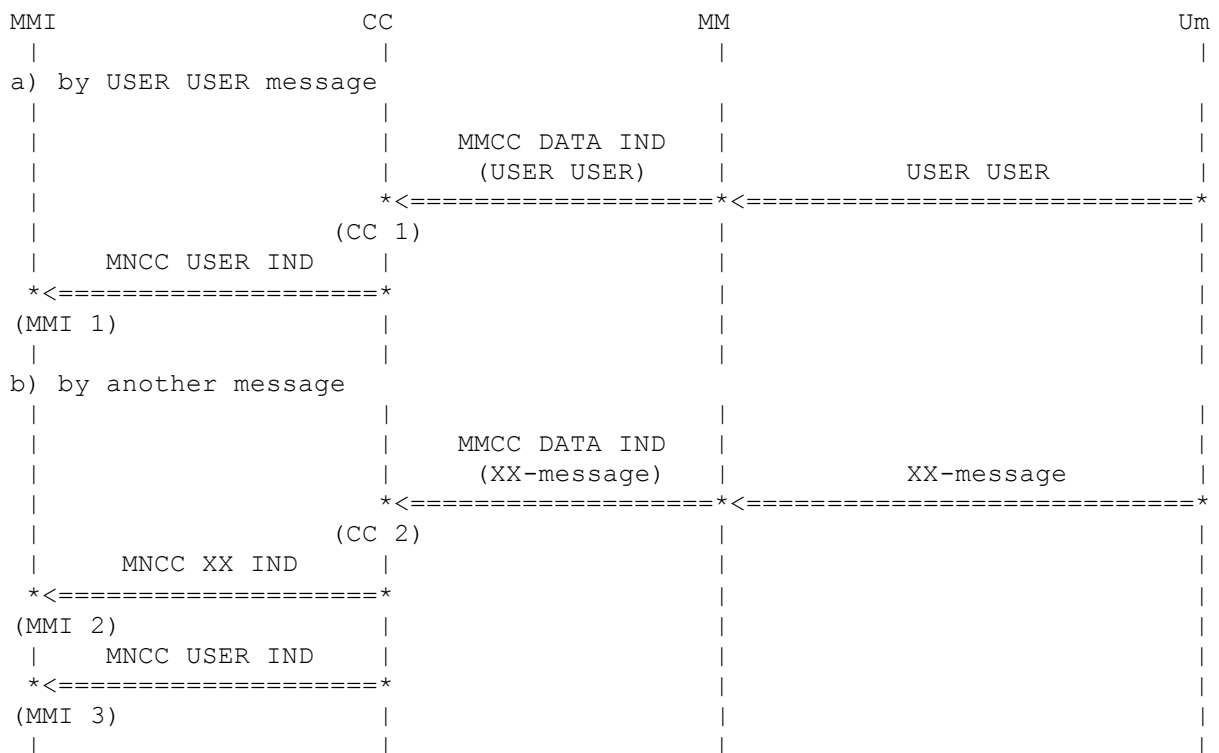 MMI CC MM Um
| | | |
a) by USER USER message
| | | |
| | MMCC DATA IND | |
| | (USER USER) | USER USER |
| *<===================*<============================*
| (CC 1) | |
| MNCC USER IND | | |
*<====================* | |
(MMI 1) | | |
| | | |
b) by another message
| | | |
| | MMCC DATA IND | |
| | (XX-message) | XX-message |
| *<===================*<============================*
| (CC 2) | |
| MNCC XX IND | | |
*<====================* | |
(MMI 2) | | |
| MNCC USER IND | | |
*<====================* | |
(MMI 3) | | |
| | | |